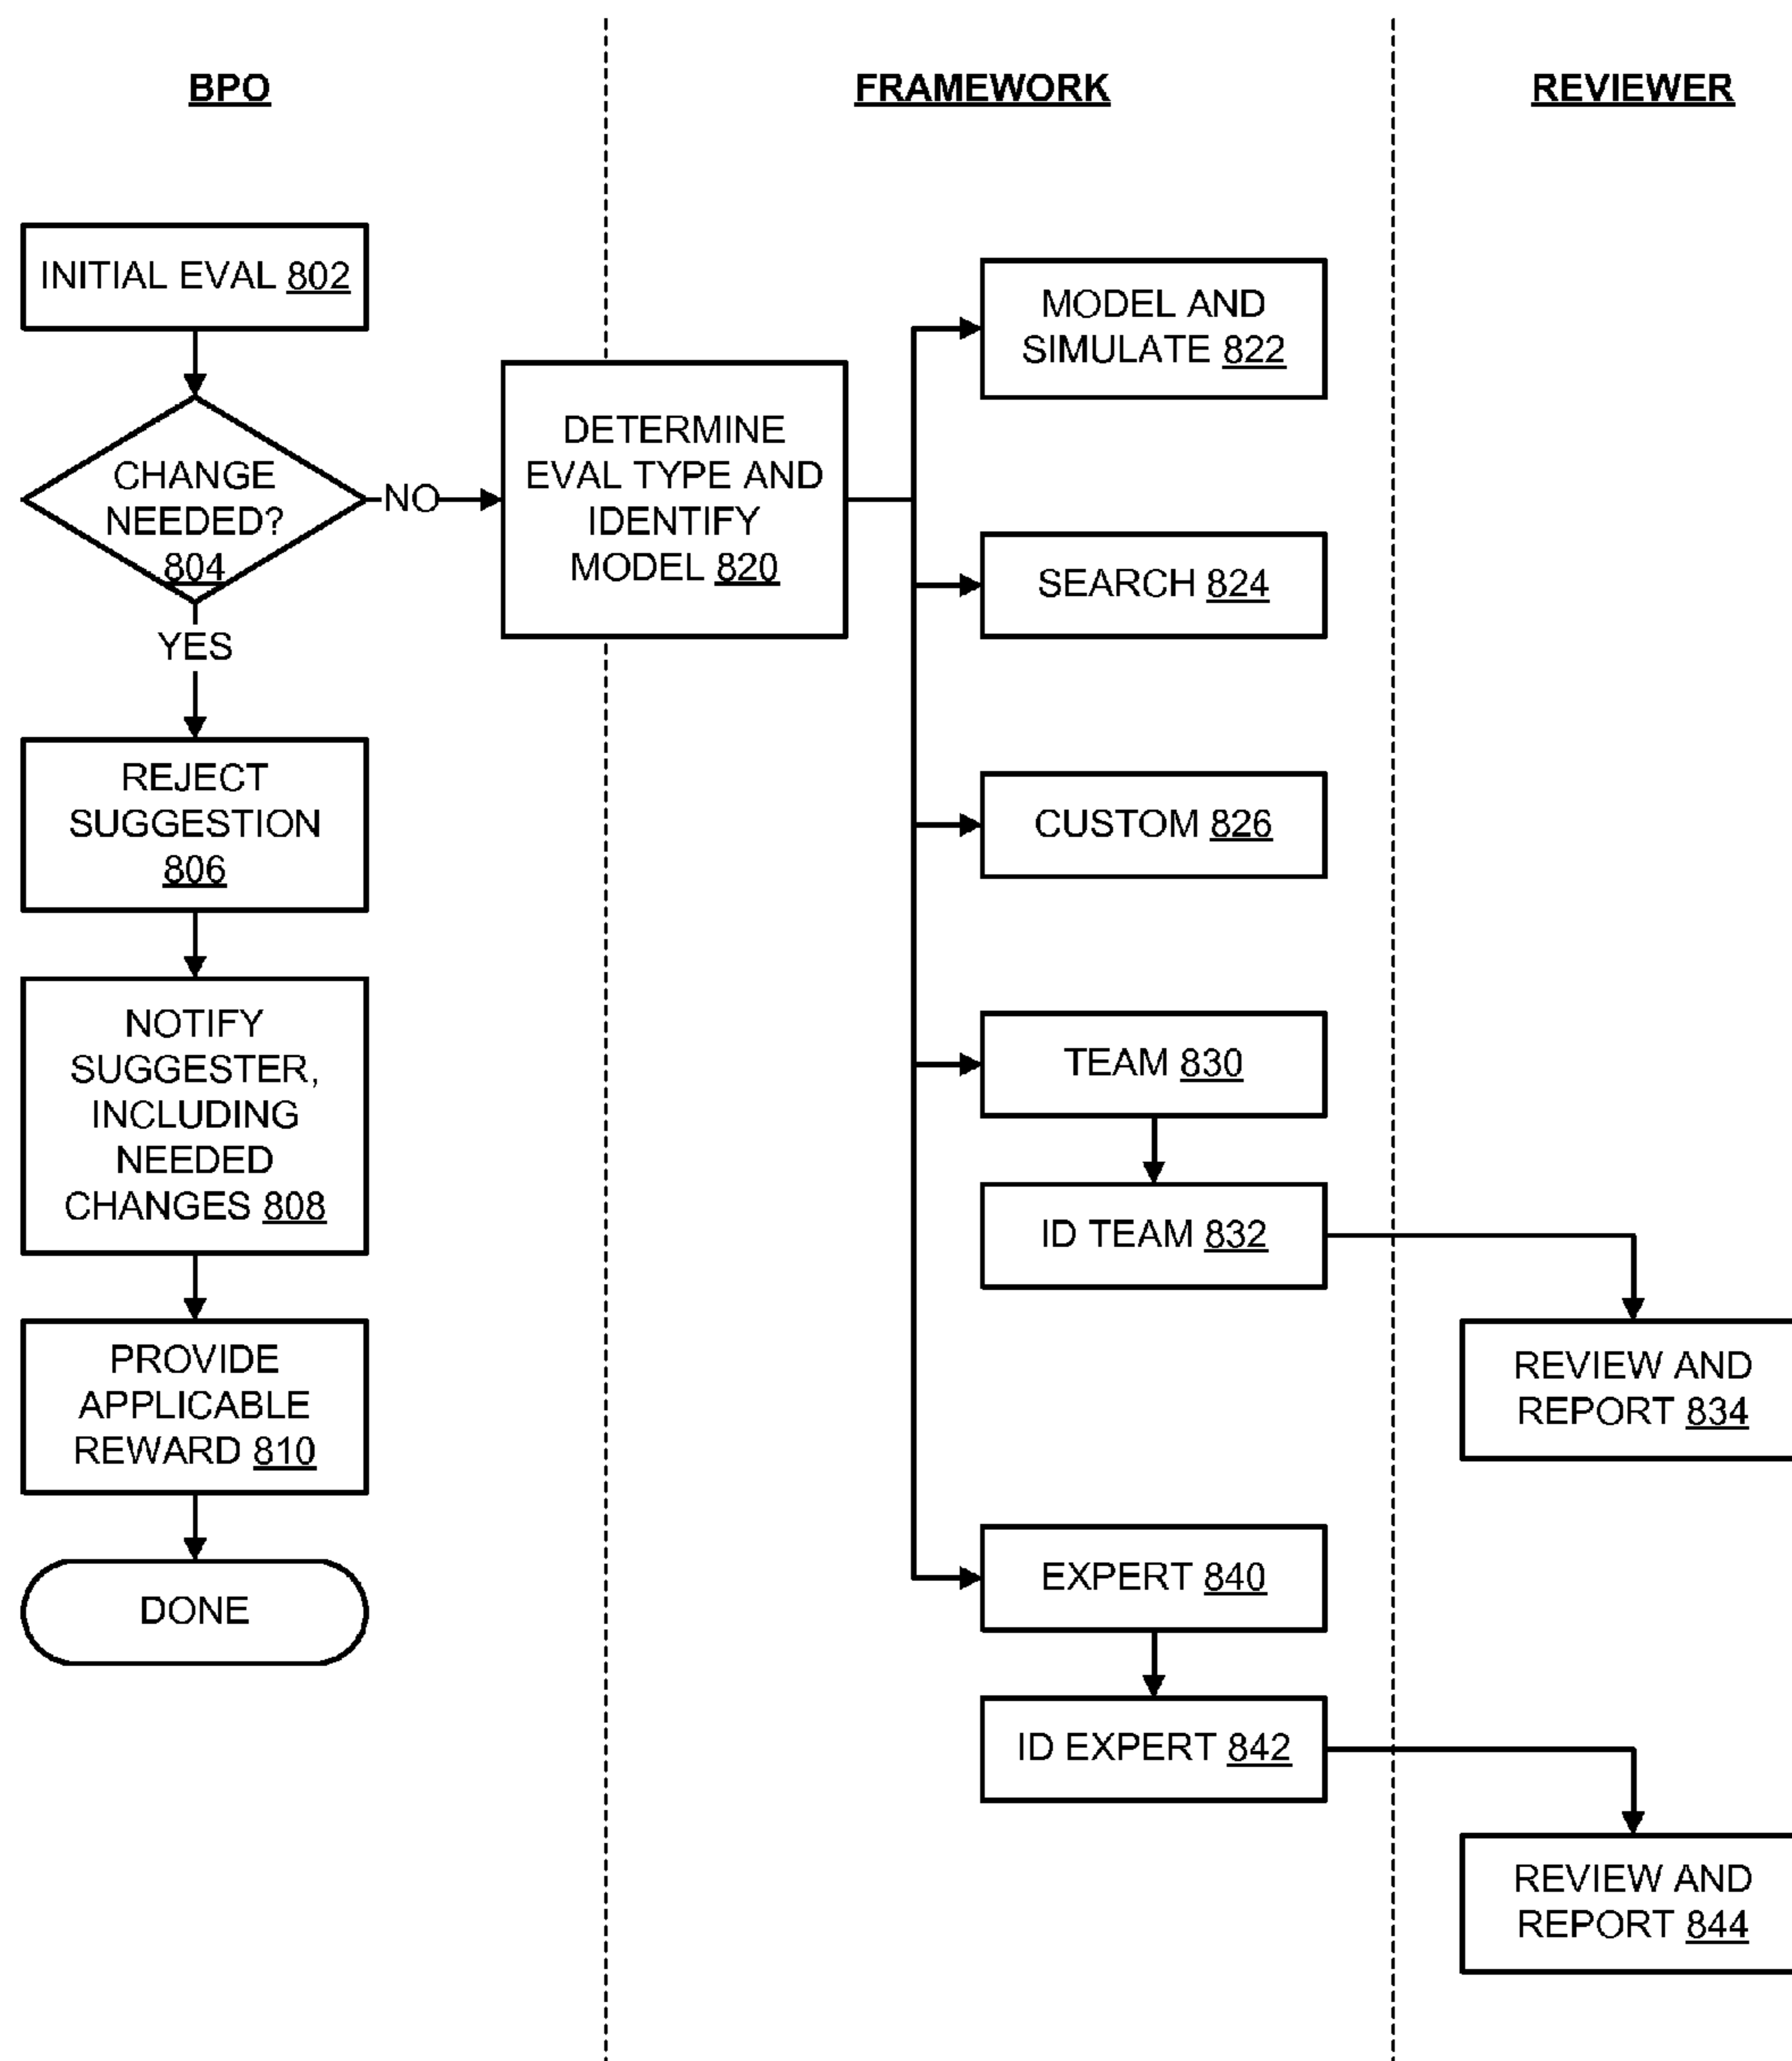 BPO
FRAMEWORK
REVIEWER
INITIAL EVAL 802
CHANGE
NEEDED?
804
NO
YES
REJECT
SUGGESTION
806
NOTIFY
SUGGESTER,
INCLUDING
NEEDED
CHANGES 808
PROVIDE
APPLICABLE
REWARD 810
DONE
DETERMINE
EVAL TYPE AND
IDENTIFY
MODEL 820
MODEL AND
SIMULATE 822
SEARCH 824
CUSTOM 826
TEAM 830
ID TEAM 832
EXPERT 840
ID EXPERT 842
REVIEW AND
REPORT 834
REVIEW AND
REPORT 844